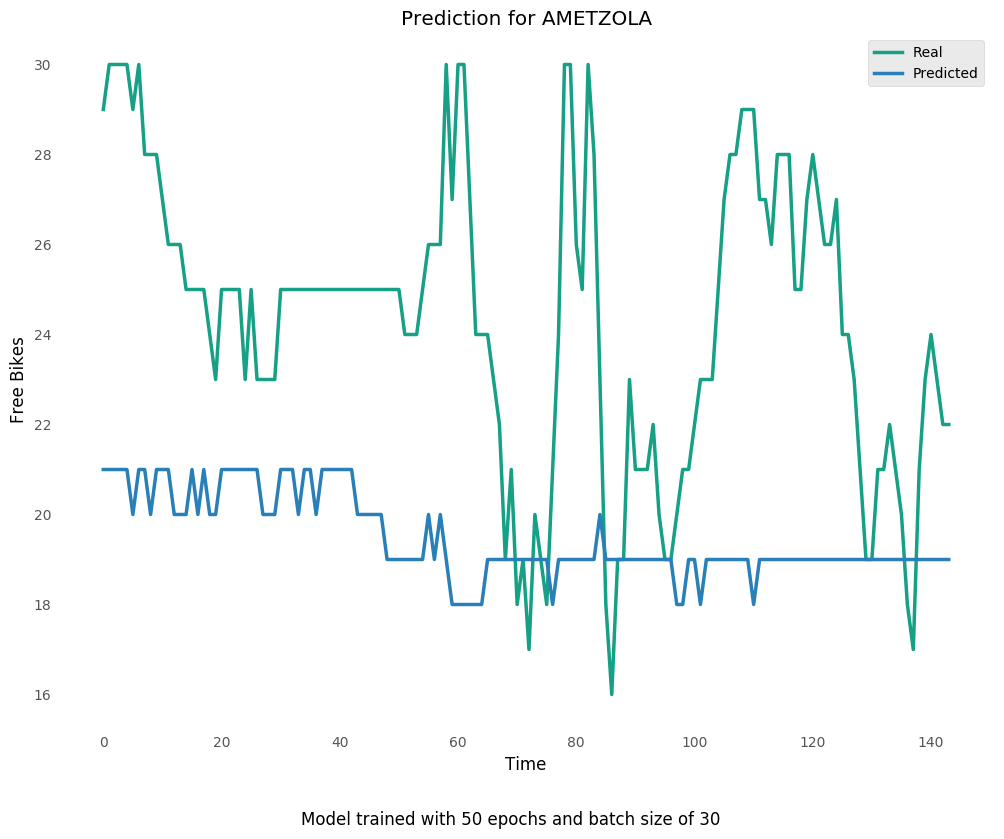 Prediction for AMETZOLA
Real
Predicted
30
28
26
24
22
20
18
16
Free Bikes
0 20 40 60 80 100 120 140
Time
Model trained with 50 epochs and batch size of 30